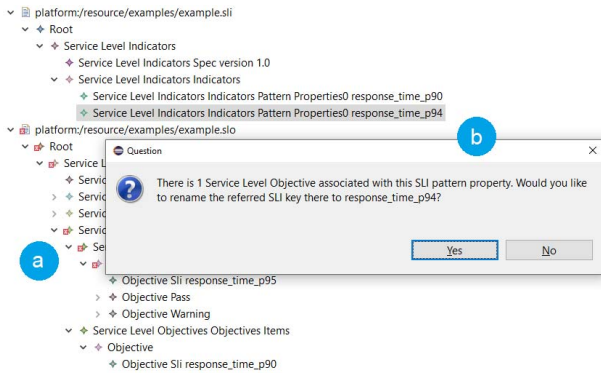 platform:/resource/examples/example.sli
Root
Service Level Indicators
Service Level Indicators Spec version 1.0
Service Level Indicators Indicators
Service Level Indicators Indicators Pattern Properties0 response_time_p90
Service Level Indicators Indicators Pattern Properties0 response_time_p94
platform:/resource/examples/example.slo
b
Root
Question
Service L
There is 1 Service Level Objective associated with this SLI pattern property. Would you like
to rename the referred SLI key there to response_time_p94?
Servic
Servic
Servic
Servic
Yes
No
Se
a
Objective Sli response_time_p95
Objective Pass
Objective Warning
Service Level Objectives Objectives Items
Objective
Objective Sli response_time_p90